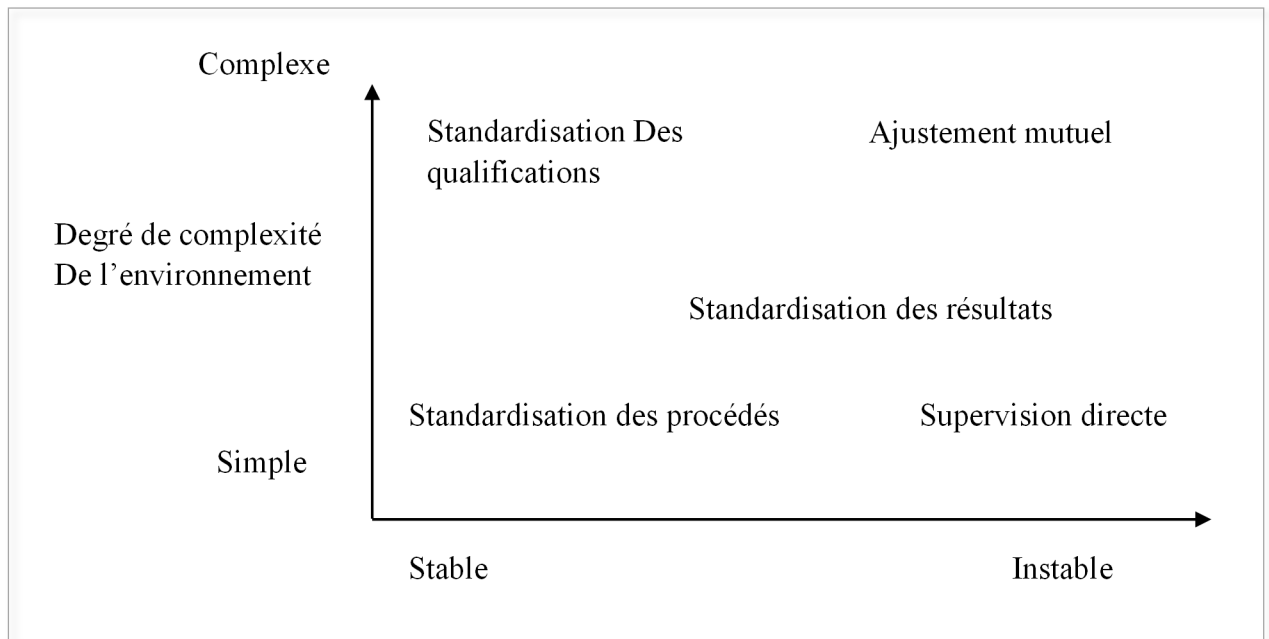 Complexe
Standardisation Des
qualifications
Ajustement mutuel
Degré de complexité
De l’environnement
Standardisation des résultats
Standardisation des procédés
Supervision directe
Simple
Stable
Instable